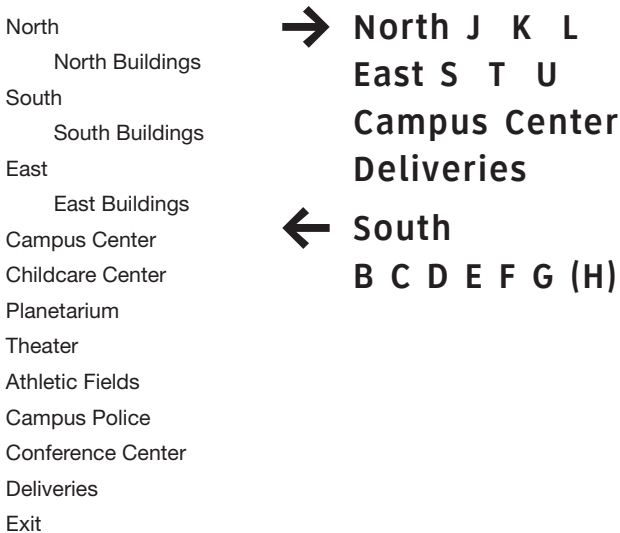 North
North Buildings
South
South Buildings
East
East Buildings
Campus Center
Childcare Center
Planetarium
Theater
Athletic Fields
Campus Police
Conference Center
Deliveries
Exit
→ North J K L
East S T U
Campus Center
Deliveries
← South
B C D E F G (H)